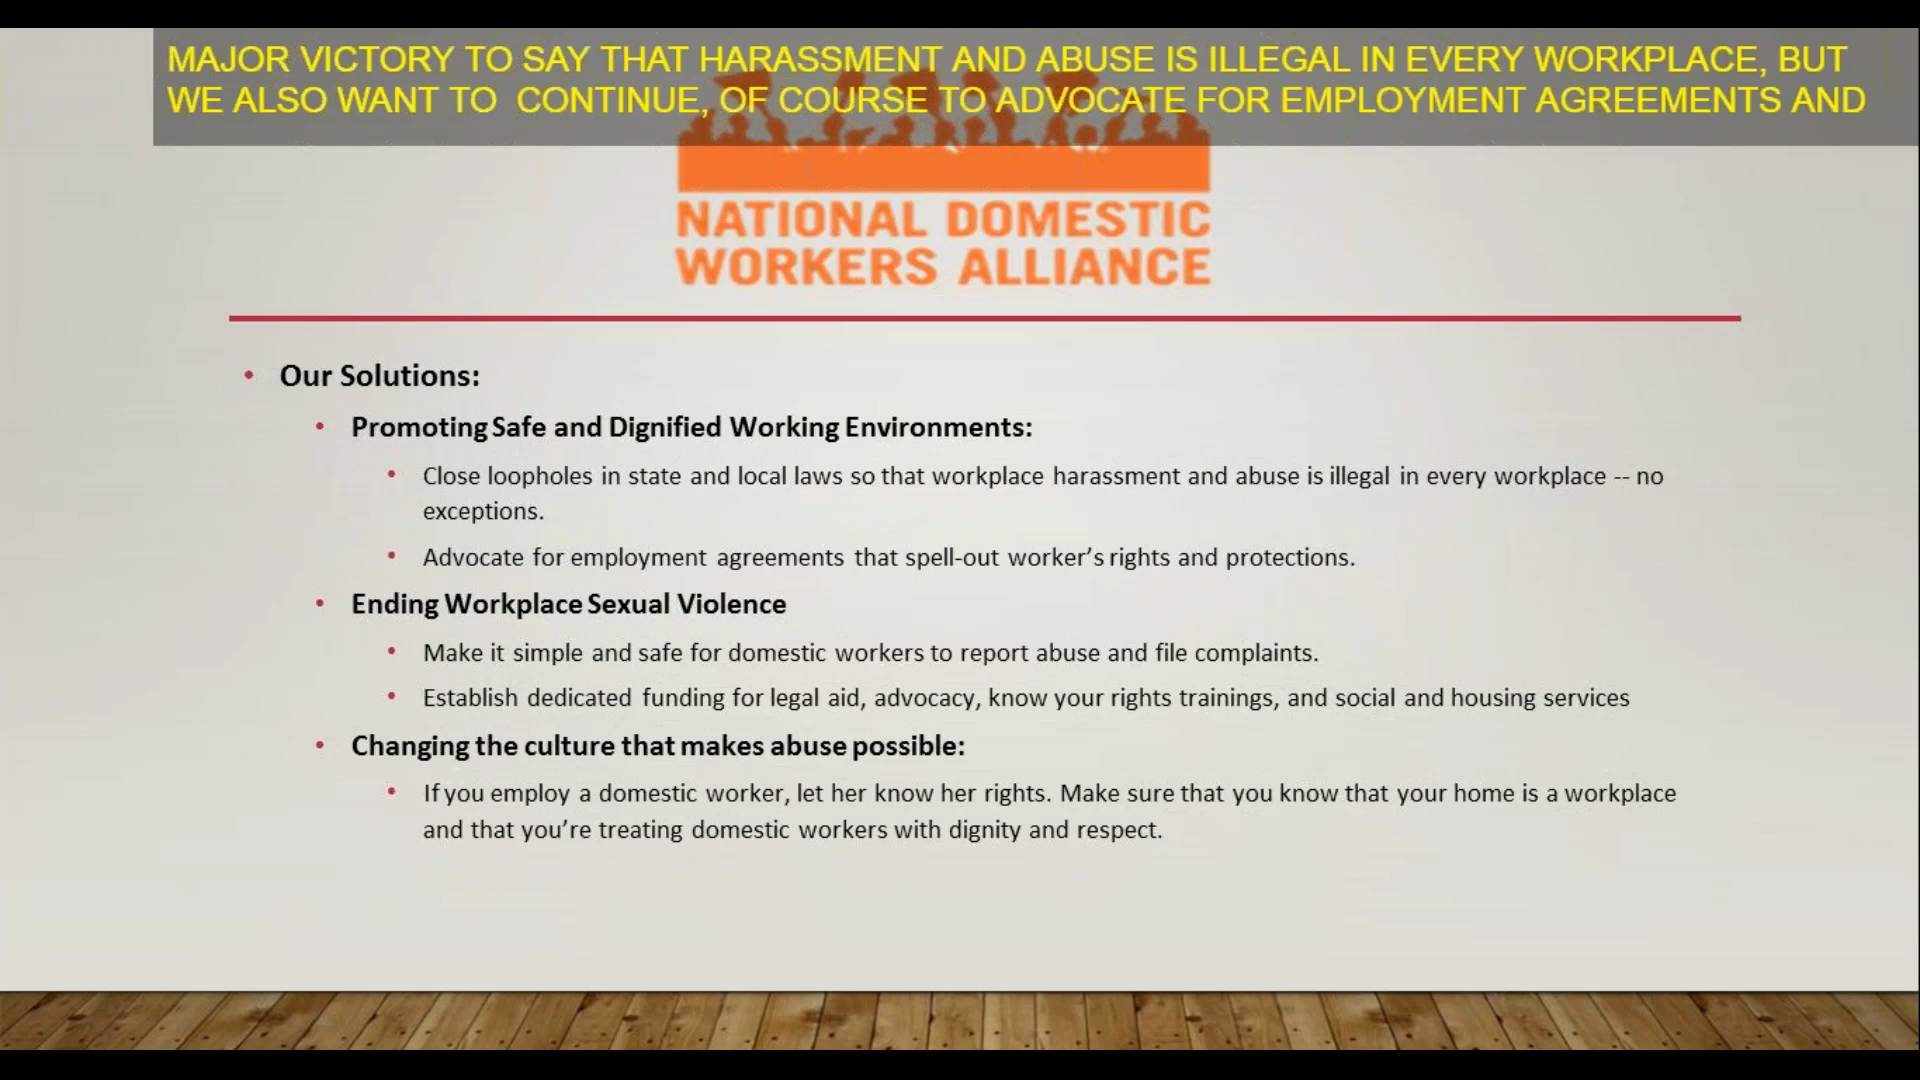 MAJOR VICTORY TO SAY THAT HARASSMENT AND ABUSE IS ILLEGAL IN EVERY WORKPLACE, BUT
WE ALSO WANT TO  CONTINUE, OF COURSE TO ADVOCATE FOR EMPLOYMENT AGREEMENTS AND
NATIONAL DOMESTIC
WORKERS ALLIANCE
• Our Solutions:
• Promoting Safe and Dignified Working Environments:
• Close loopholes in state and local laws so that workplace harassment and abuse is illegal in every workplace -- no
exceptions.
• Advocate for employment agreements that spell-out worker’s rights and protections.
• Ending Workplace Sexual Violence
• Make it simple and safe for domestic workers to report abuse and file complaints.
• Establish dedicated funding for legal aid, advocacy, know your rights trainings, and social and housing services
• Changing the culture that makes abuse possible:
• If you employ a domestic worker, let her know her rights. Make sure that you know that your home is a workplace
and that you’re treating domestic workers with dignity and respect.